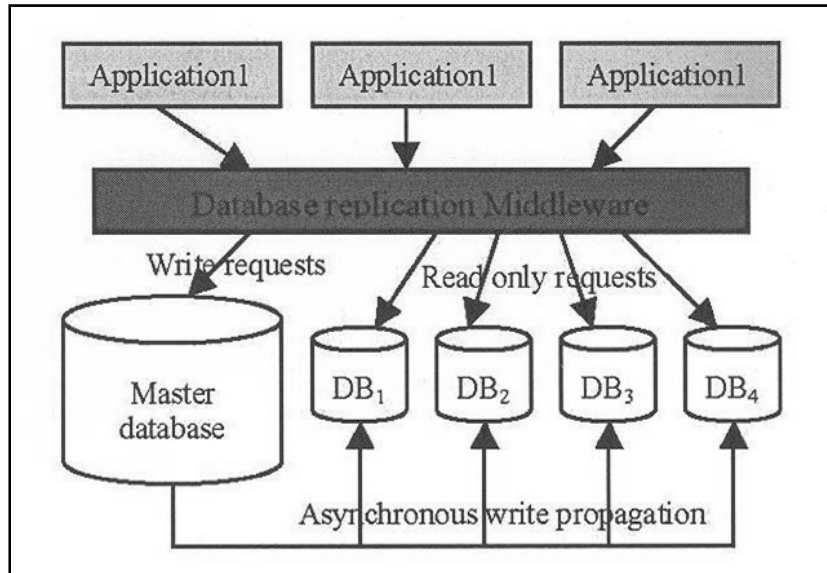 Application1
Application1
Application1
Database replication Middleware
Write requests
Read only requests
Master
database
DB₁
DB₂
DB₃
DB₄
Asynchronous write propagation